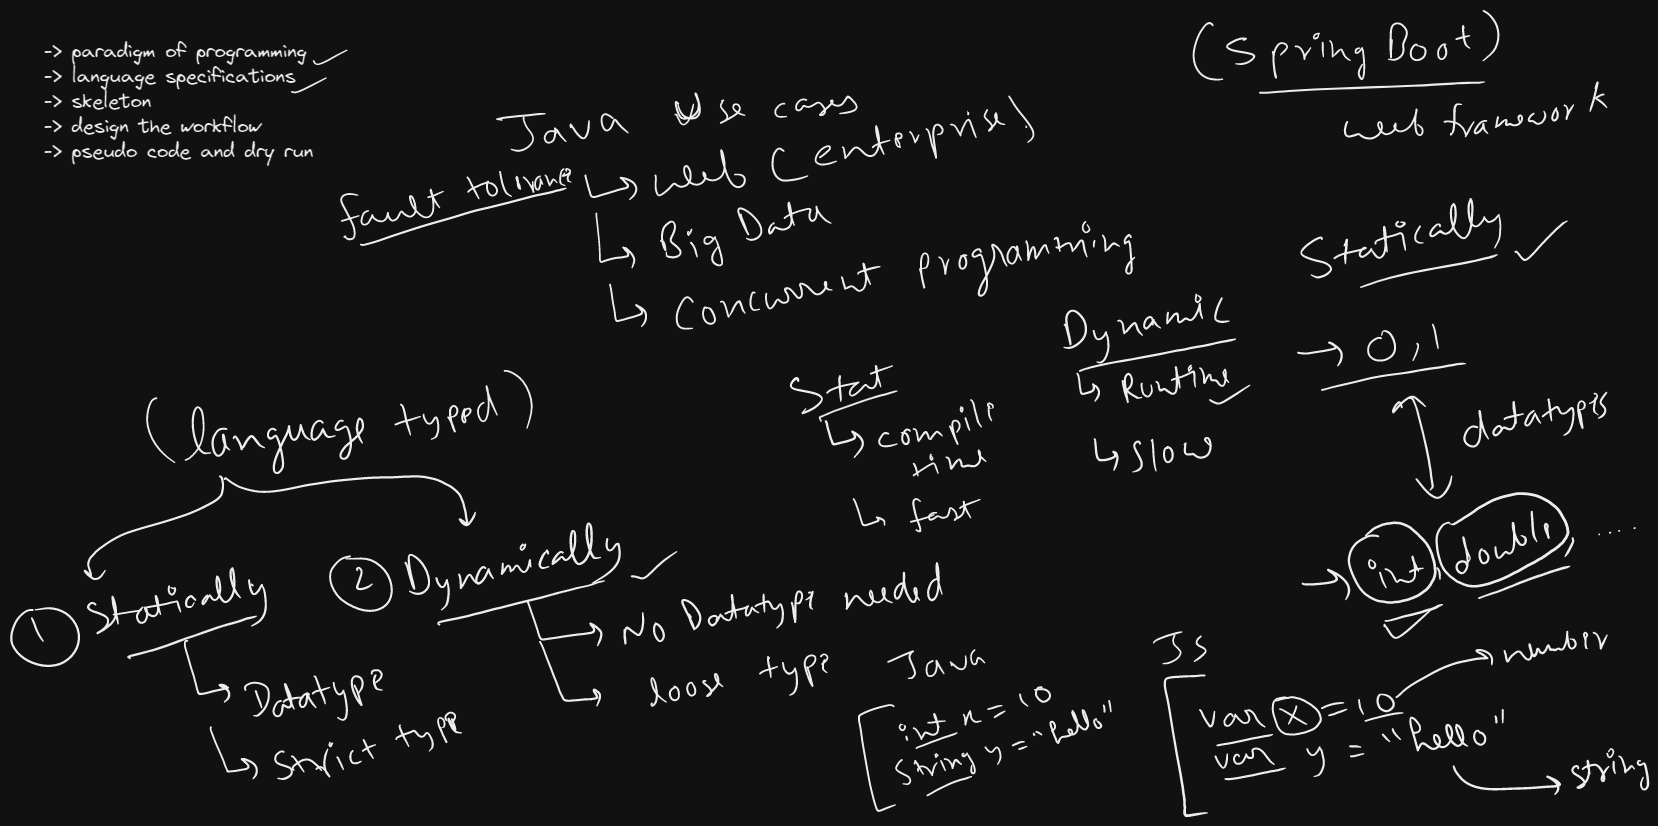 -> paradigm of programming
-> language specifications
-> skeleton
-> design the workflow
-> pseudo code and dry run
Java Use cases
fault tolerance
web (enterprise)
Big Data
Concurrent programming
(Spring Boot)
web framework
Statically
→ 0,1
datatypes
→ int, double, ....
Dynamic
Runtime
slow
Stat
compile
time
fast
(language typed)
1 Statically
Datatype
strict type
2 Dynamically
→ No Datatype needed
→ loose type
Java
int x = 10
String y = "hello"
JS
var x = 10
→ number
var y = "hello"
→ string